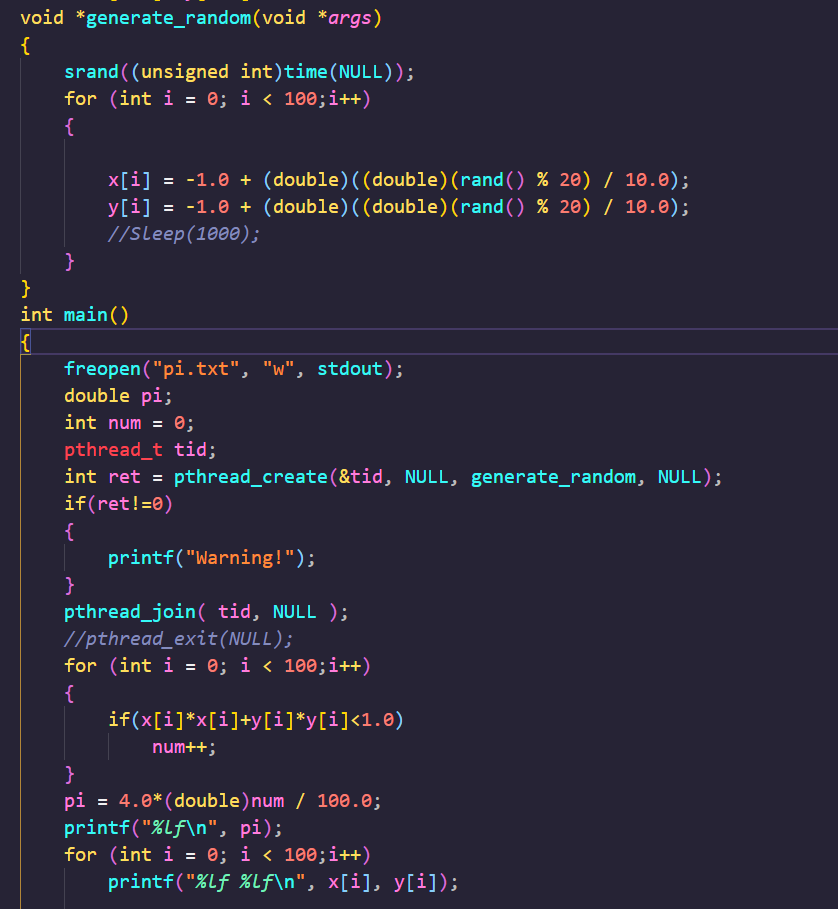 void *generate_random(void *args)
{
    srand((unsigned int)time(NULL));
    for (int i = 0; i < 100;i++)
    {

        x[i] = -1.0 + (double)((double)(rand() % 20) / 10.0);
        y[i] = -1.0 + (double)((double)(rand() % 20) / 10.0);
        //Sleep(1000);
    }
}
int main()
{
    freopen("pi.txt", "w", stdout);
    double pi;
    int num = 0;
    pthread_t tid;
    int ret = pthread_create(&tid, NULL, generate_random, NULL);
    if(ret!=0)
    {
        printf("Warning!");
    }
    pthread_join( tid, NULL );
    //pthread_exit(NULL);
    for (int i = 0; i < 100;i++)
    {
        if(x[i]*x[i]+y[i]*y[i]<1.0)
            num++;
    }
    pi = 4.0*(double)num / 100.0;
    printf("%lf\n", pi);
    for (int i = 0; i < 100;i++)
        printf("%lf %lf\n", x[i], y[i]);